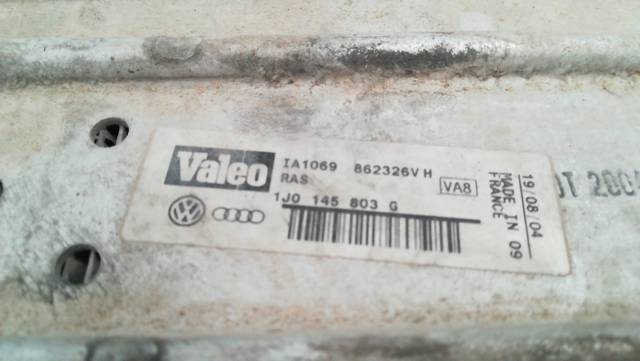 Valeo
IA1069 862326V H
RAS
VA8
1J0 145 803 G
19/08/04
MADE IN 09
FRANCE